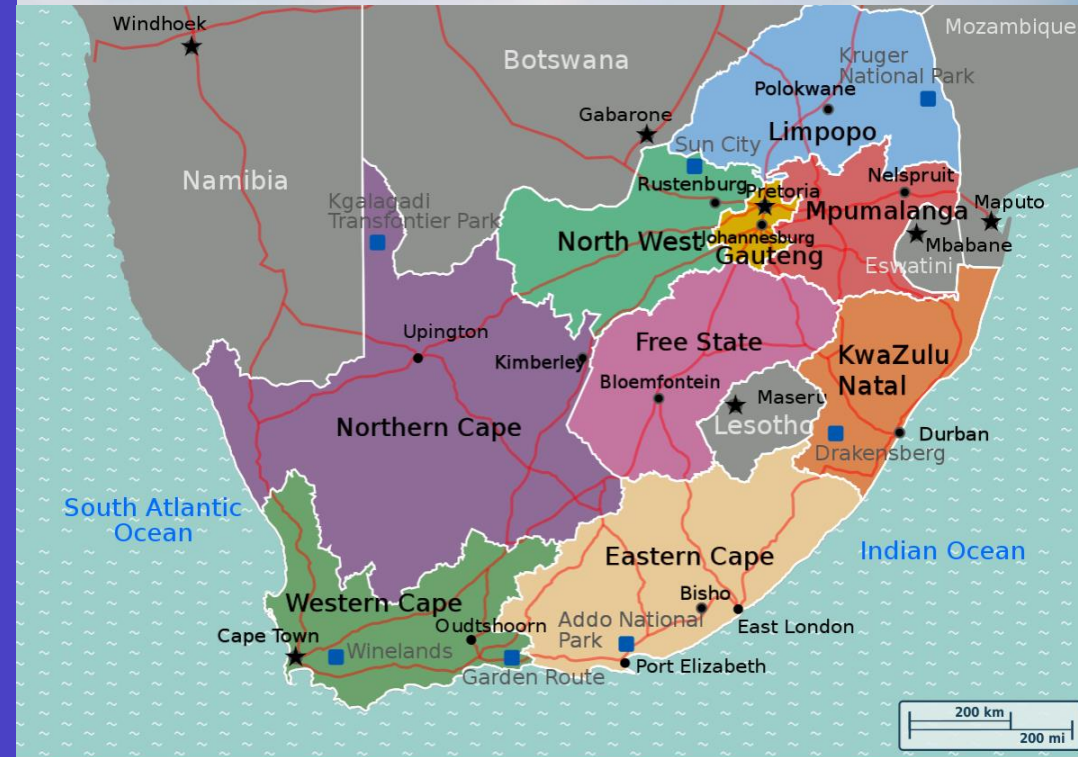 Windhoek
Mozambique
Botswana
Kruger
National Park
Polokwane
Gabarone
Limpopo
Sun City
Nelspruit
Namibia
Rustenburg
Pretoria
Kgalagadi
Transfontier Park
Mpumalanga
Maputo
North West
Johannesburg
Mbabane
Gauteng
Eswatini
Upington
Free State
KwaZulu
Natal
Kimberley
Bloemfontein
Maseru
Northern Cape
Lesotho
Durban
Drakensberg
South Atlantic
Ocean
Indian Ocean
Eastern Cape
Western Cape
Bisho
Addo National
Park
Oudtshoorn
East London
Cape Town
Winelands
Port Elizabeth
Garden Route
200 km
200 mi